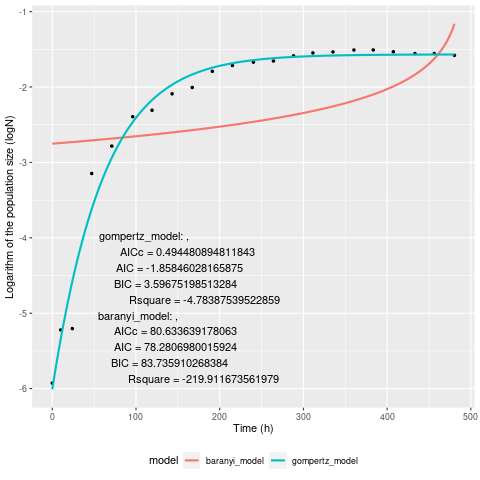 Logarithm of the population size (logN)
-1
-2
-3
-4
-5
-6
gompertz_model: ,
AICc = 0.494480894811843
AIC = -1.85846028165875
BIC = 3.59675198513284
Rsquare = -4.78387539522859
baranyi_model: ,
AICc = 80.633639178063
AIC = 78.2806980015924
BIC = 83.735910268384
Rsquare = -219.911673561979
0 100 200 300 400 500
Time (h)
model baranyi_model gompertz_model